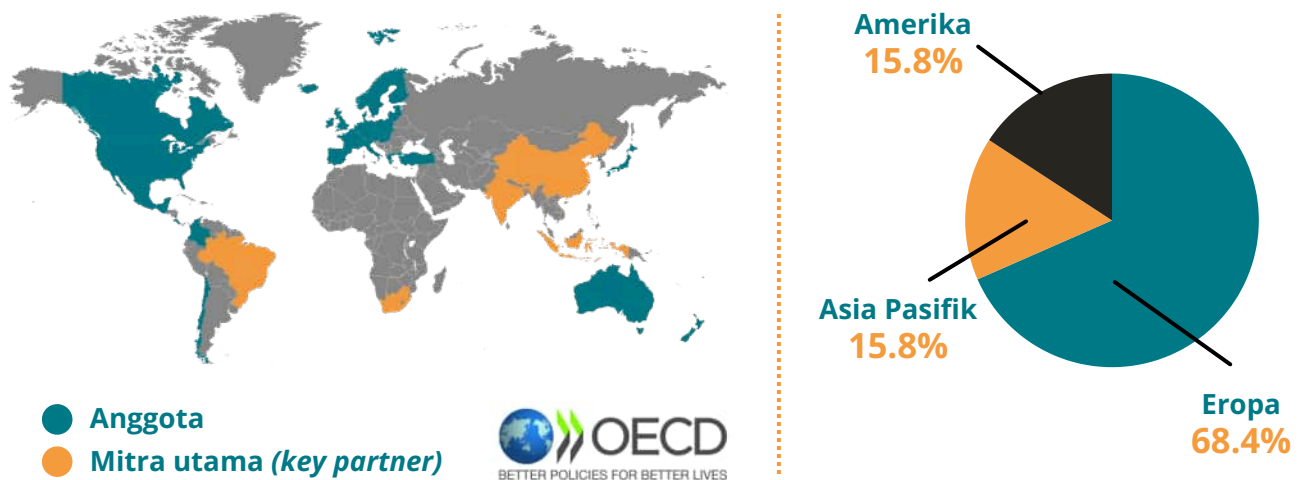 Anggota
Mitra utama (key partner)
OECD
BETTER POLICIES FOR BETTER LIVES
Amerika
15.8%
Asia Pasifik
15.8%
Eropa
68.4%